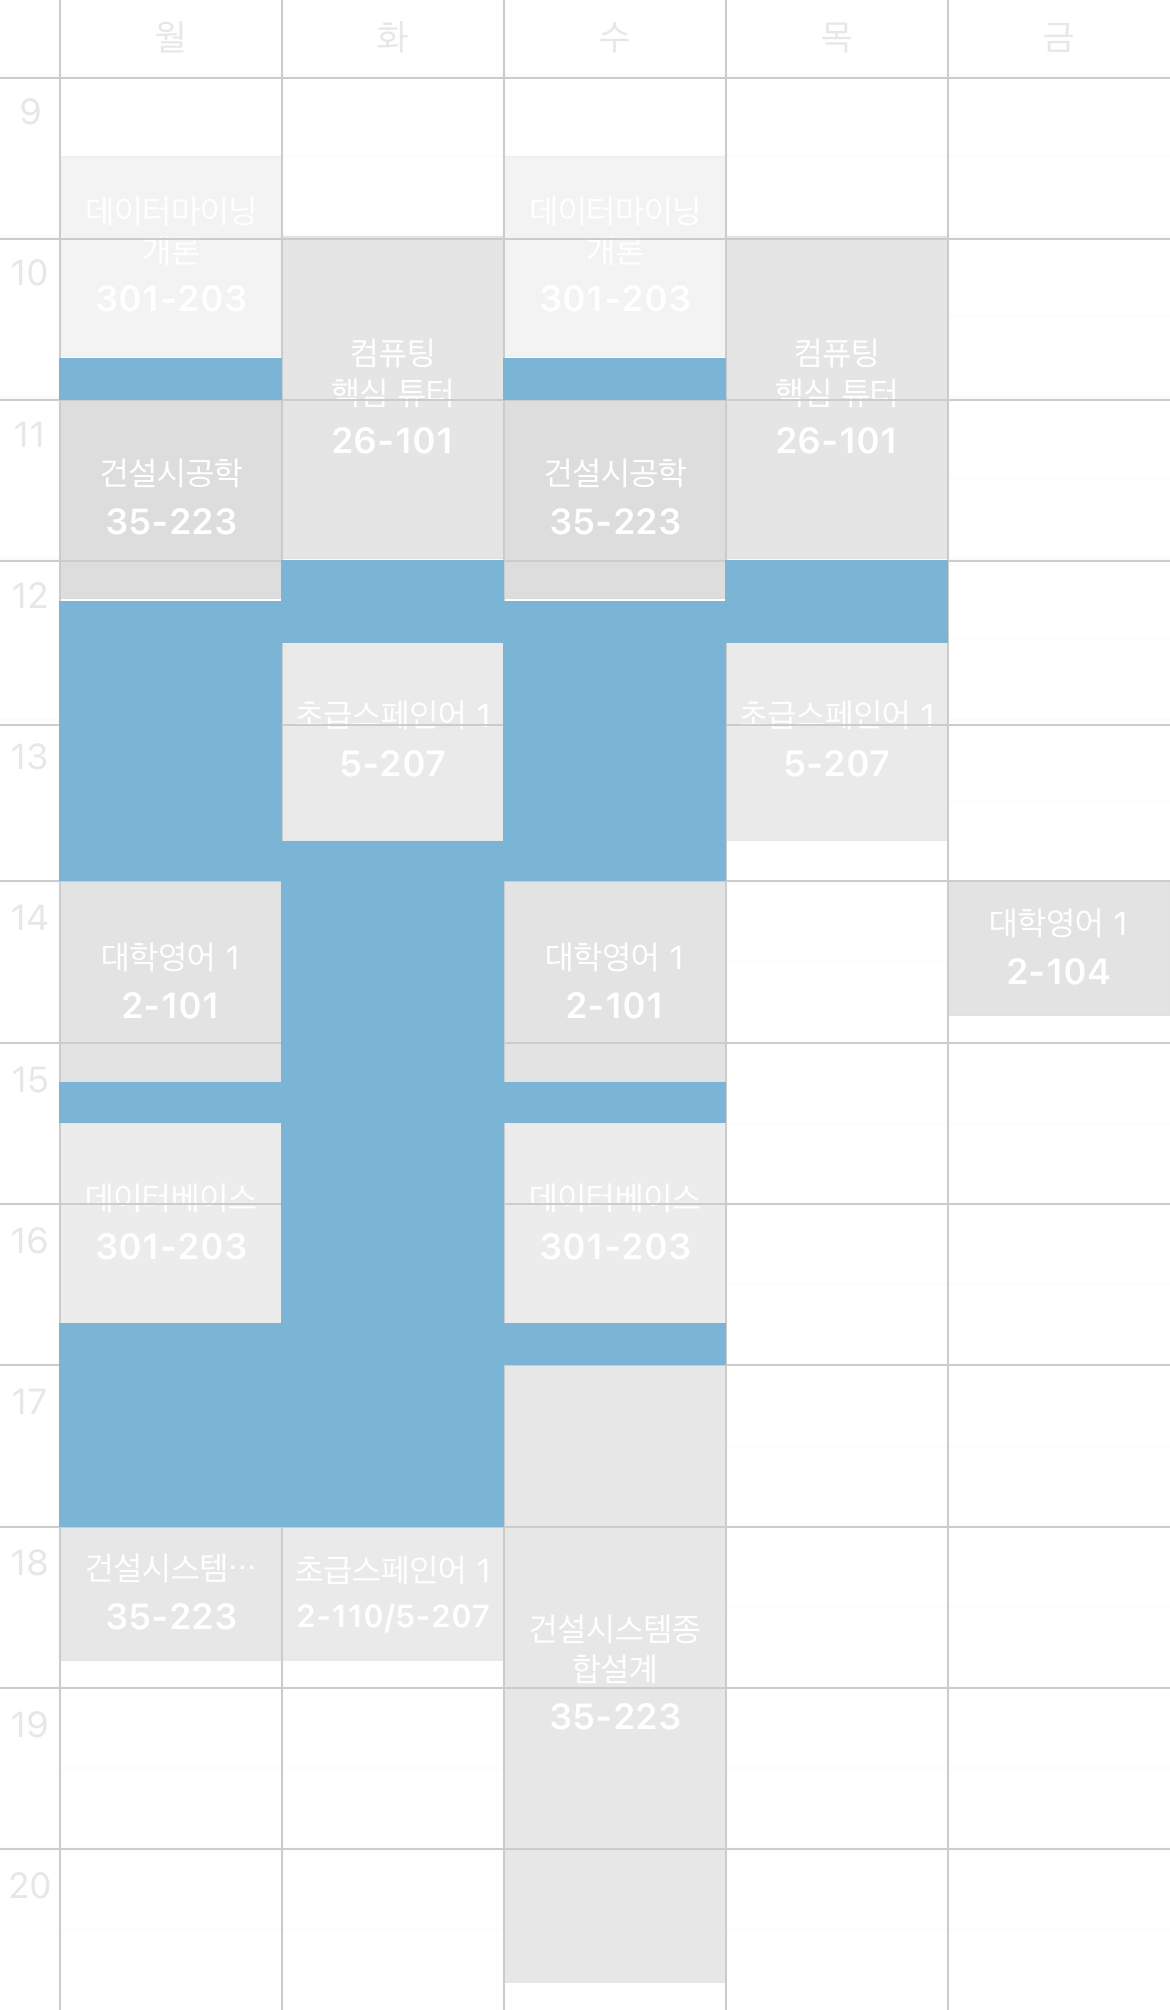 월 화 수 목 금
9
데이터마이닝
개론
301-203
데이터마이닝
개론
301-203
10
컴퓨팅
핵심 튜터
26-101
컴퓨팅
핵심 튜터
26-101
11
건설시공학
35-223
건설시공학
35-223
12
초급스페인어 1
5-207
초급스페인어 1
5-207
13
14
대학영어 1
2-101
대학영어 1
2-101
대학영어 1
2-104
15
데이터베이스
301-203
데이터베이스
301-203
16
17
18
건설시스템…
35-223
초급스페인어 1
2-110/5-207
건설시스템종
합설계
35-223
19
20